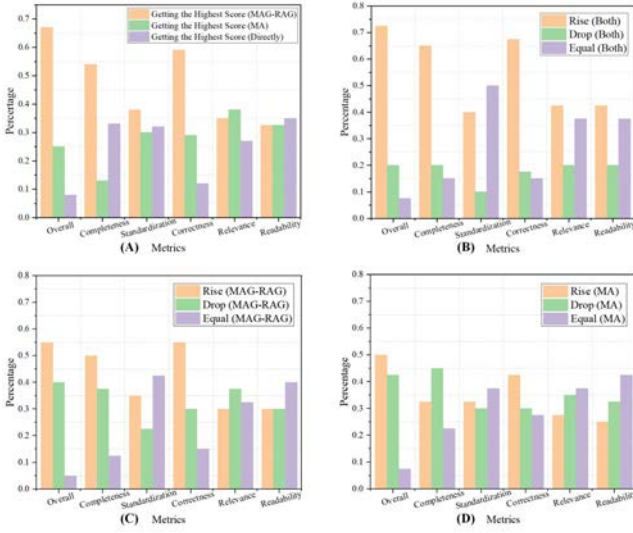 Getting the Highest Score (MAG-RAG)
Getting the Highest Score (MA)
Getting the Highest Score (Directly)
Percertage
0.7
0.6
0.5
0.4
0.3
0.2
0.1
0.0
Overall Completeness Standardization Correctness Relevance Readability
(A) Metrics
Rise (Both)
Drop (Both)
Equal (Both)
Percentage
0.8
0.7
0.6
0.5
0.4
0.3
0.2
0.1
0.0
Overall Completeness Standardization Correctness Relevance Readability
(B) Metrics
Rise (MAG-RAG)
Drop (MAG-RAG)
Equal (MAG-RAG)
Percentage
0.8
0.7
0.6
0.5
0.4
0.3
0.2
0.1
0.0
Overall Completeness Standardization Correctness Relevance Readability
(C) Metrics
Rise (MA)
Drop (MA)
Equal (MA)
Percentage
0.8
0.7
0.6
0.5
0.4
0.3
0.2
0.1
0.0
Overall Completeness Standardization Correctness Relevance Readability
(D) Metrics